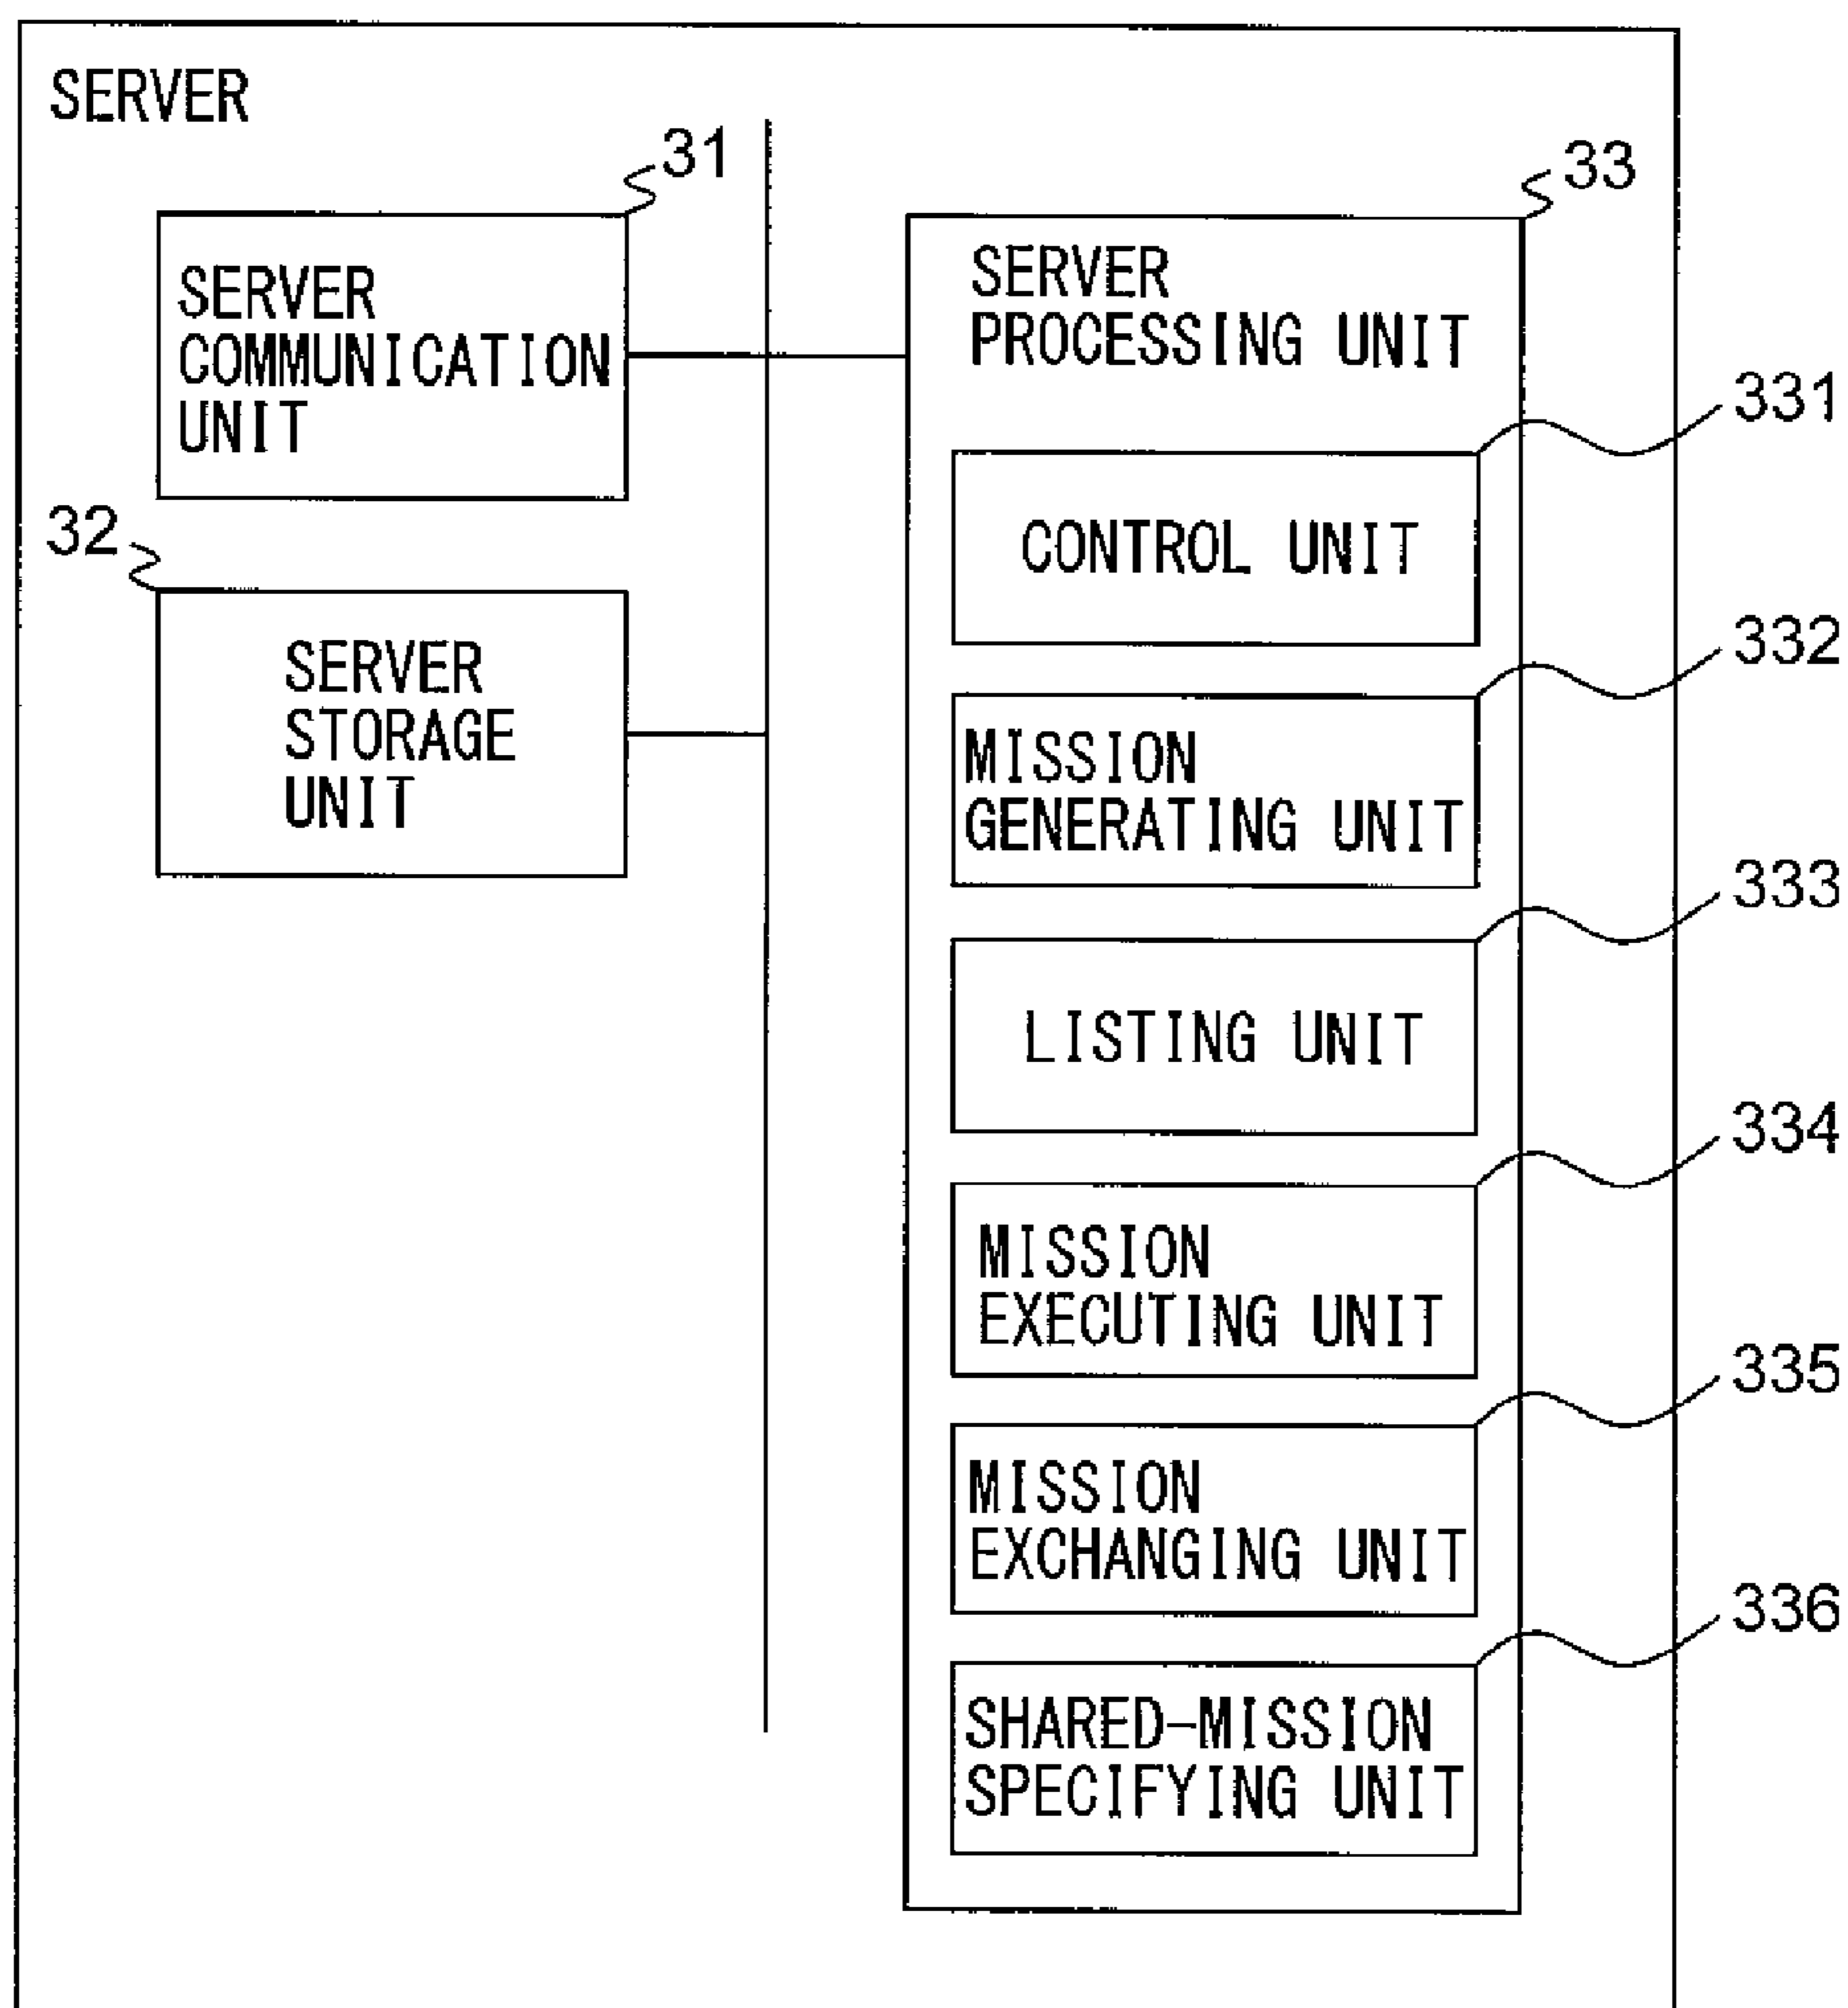 SERVER
31
SERVER
COMMUNICATION
UNIT
32
SERVER
STORAGE
UNIT
33
SERVER
PROCESSING UNIT
331
CONTROL UNIT
332
MISSION
GENERATING UNIT
333
LISTING UNIT
334
MISSION
EXECUTING UNIT
335
MISSION
EXCHANGING UNIT
336
SHARED-MISSION
SPECIFYING UNIT